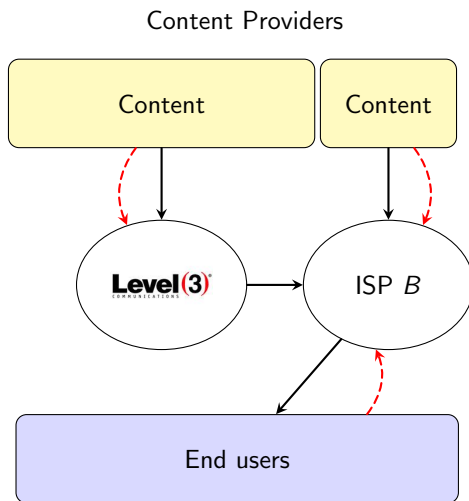 Content Providers
Content
Content
Level(3)®
COMMUNICATIONS
ISP B
End users